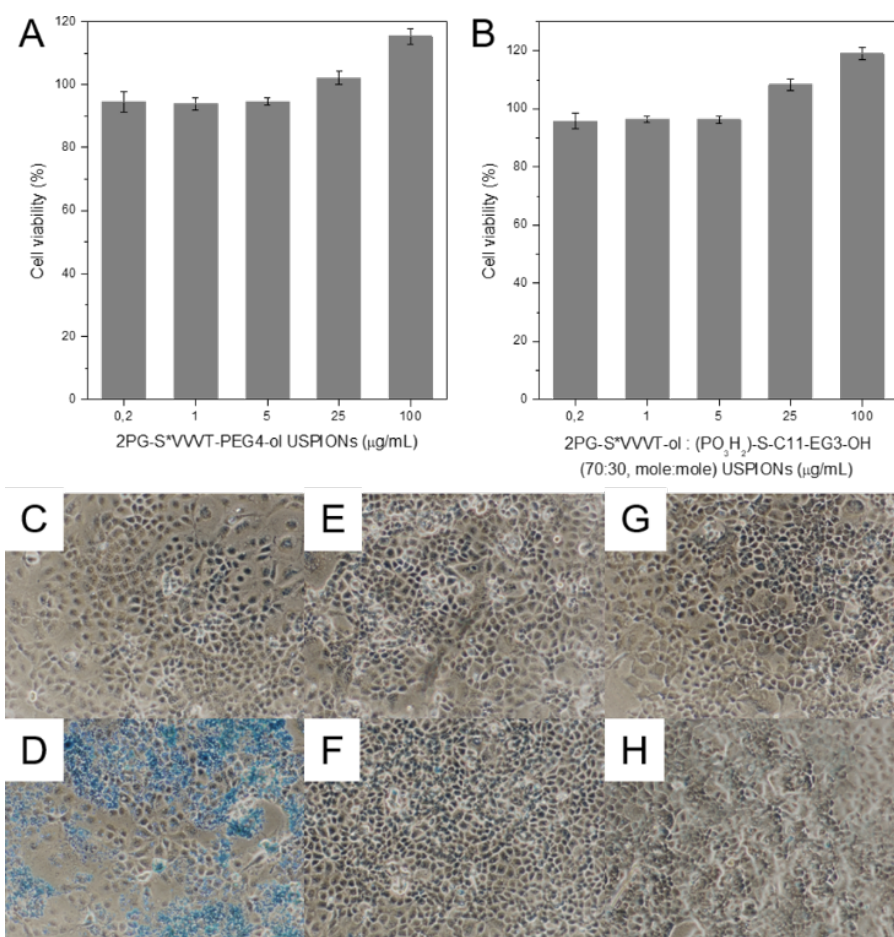 A
120
100
80
60
40
20
0
Cell viability (%)
0,2 1 5 25 100
2PG-S*VVVT-PEG4-ol USPIONs (µg/mL)
B
120
100
80
60
40
20
0
Cell viability (%)
0,2 1 5 25 100
2PG-S*VVVT-ol : (PO₃H₂)-S-C11-EG3-OH
(70:30, mole:mole) USPIONs (µg/mL)
C
E
G
D
F
H